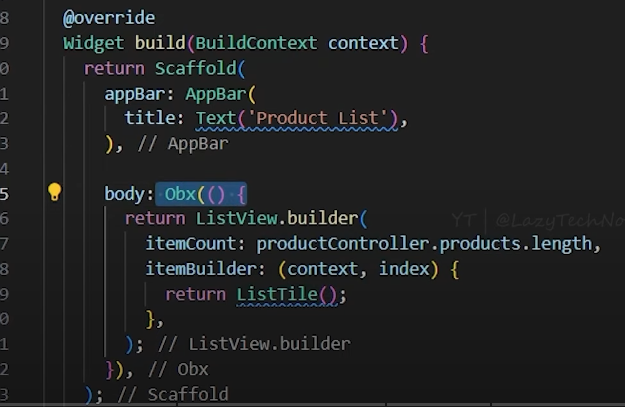 8 @override
9 Widget build(BuildContext context) {
0 return Scaffold(
1 appBar: AppBar(
2 title: Text('Product List'),
3 ), // AppBar
4
5 body: Obx(() {
6 return ListView.builder(
YT | @LazyTechNo
7 itemCount: productController.products.length,
8 itemBuilder: (context, index) {
9 return ListTile();
0 },
1 ); // ListView.builder
2 }), // Obx
3 ); // Scaffold